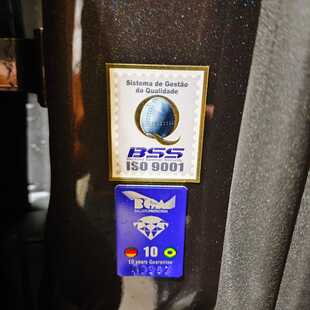 Sistema de Gestão
da Qualidade
BSS
ISO 9001
10
10 years Guarantee